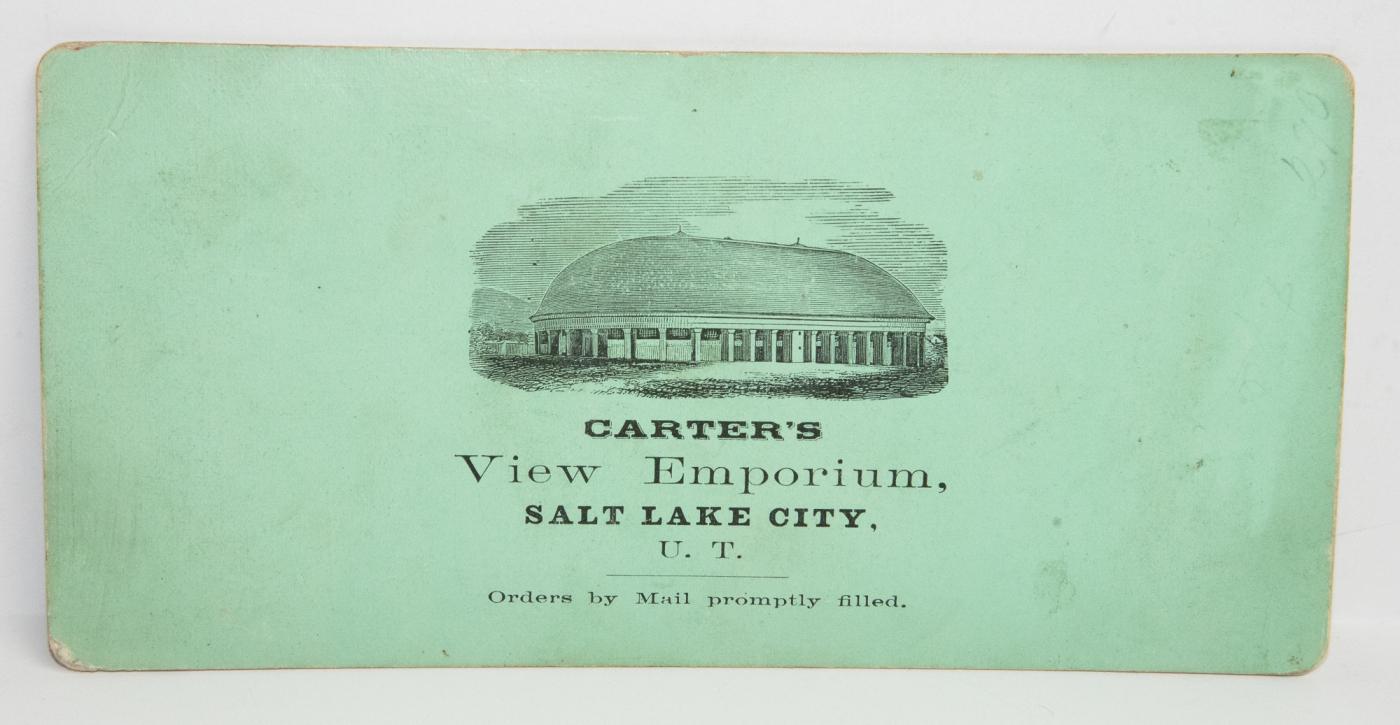 CARTER'S
View Emporium,
SALT LAKE CITY,
U. T.
Orders by Mail promptly filled.